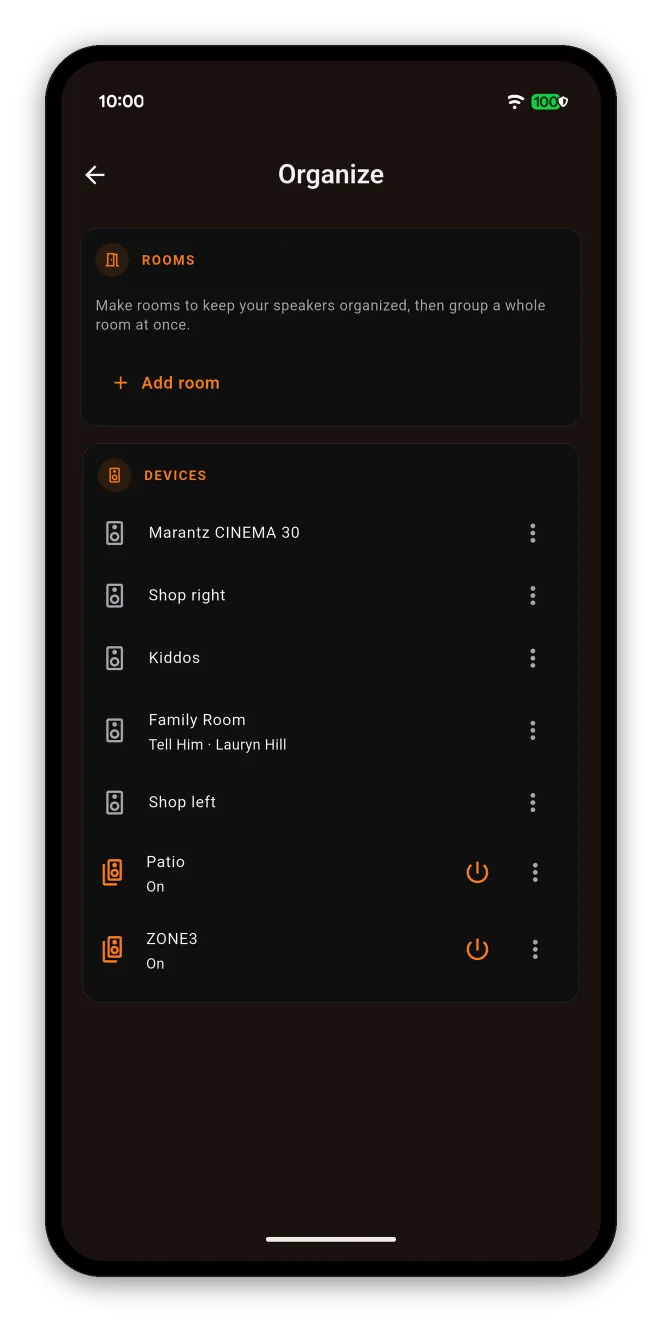 10:00
100
Organize
ROOMS
Make rooms to keep your speakers organized, then group a whole
room at once.
+ Add room
DEVICES
Marantz CINEMA 30
Shop right
Kiddos
Family Room
Tell Him · Lauryn Hill
Shop left
Patio
On
ZONE3
On